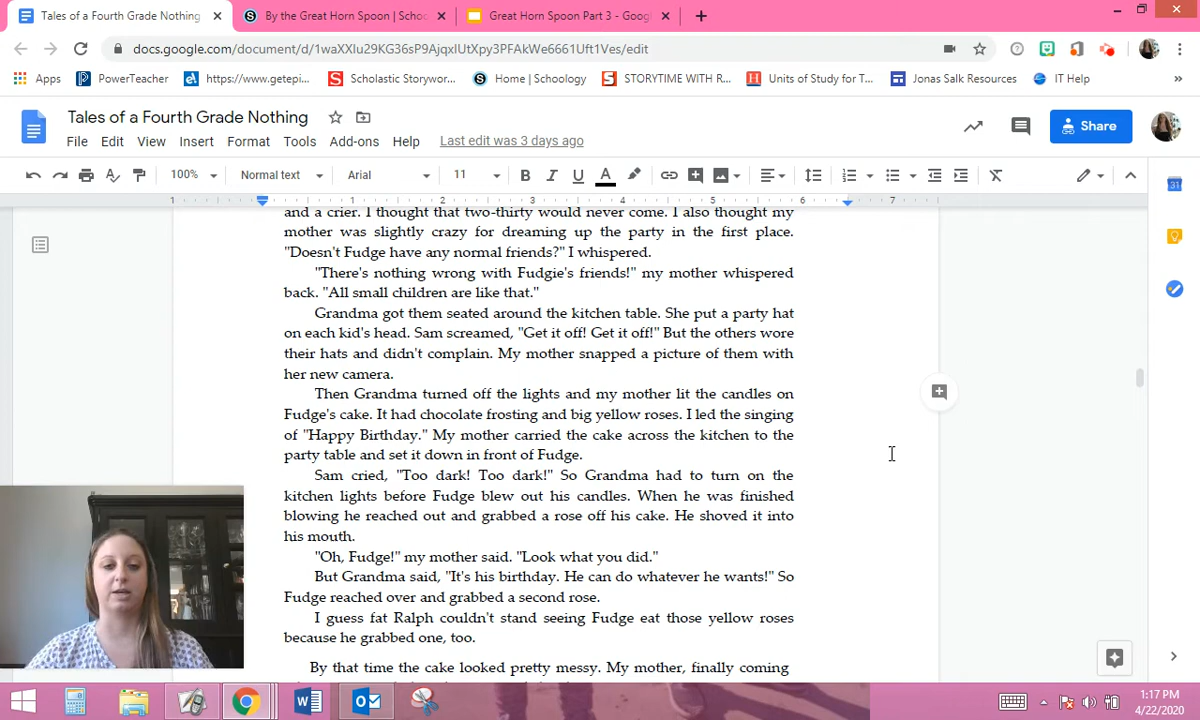 Tales of a Fourth Grade Nothing
By the Great Horn Spoon | Schoo
Great Horn Spoon Part 3 - Goog
docs.google.com/document/d/1waXXIu29KG36sP9AjqxIUtXpy3PFAkWe6661Uft1Ves/edit
Apps PowerTeacher https://www.getepi... Scholastic Storywor... Home | Schoology STORYTIME WITH R... Units of Study for T... Jonas Salk Resources IT Help »
Tales of a Fourth Grade Nothing
Share
File Edit View Insert Format Tools Add-ons Help Last edit was 3 days ago
100% Normal text Arial 11 B I U A
1 1 2 3 4 5 6 7
31
and a crier. I thought that two-thirty would never come. I also thought my
mother was slightly crazy for dreaming up the party in the first place.
"Doesn't Fudge have any normal friends?" I whispered.
"There's nothing wrong with Fudgie's friends!" my mother whispered
back. "All small children are like that."
Grandma got them seated around the kitchen table. She put a party hat
on each kid's head. Sam screamed, "Get it off! Get it off!" But the others wore
their hats and didn't complain. My mother snapped a picture of them with
her new camera.
Then Grandma turned off the lights and my mother lit the candles on
Fudge's cake. It had chocolate frosting and big yellow roses. I led the singing
of "Happy Birthday." My mother carried the cake across the kitchen to the
party table and set it down in front of Fudge.
Sam cried, "Too dark! Too dark!" So Grandma had to turn on the
kitchen lights before Fudge blew out his candles. When he was finished
blowing he reached out and grabbed a rose off his cake. He shoved it into
his mouth.
"Oh, Fudge!" my mother said. "Look what you did."
But Grandma said, "It's his birthday. He can do whatever he wants!" So
Fudge reached over and grabbed a second rose.
I guess fat Ralph couldn't stand seeing Fudge eat those yellow roses
because he grabbed one, too.
By that time the cake looked pretty messy. My mother, finally coming
1:17 PM
4/22/2020